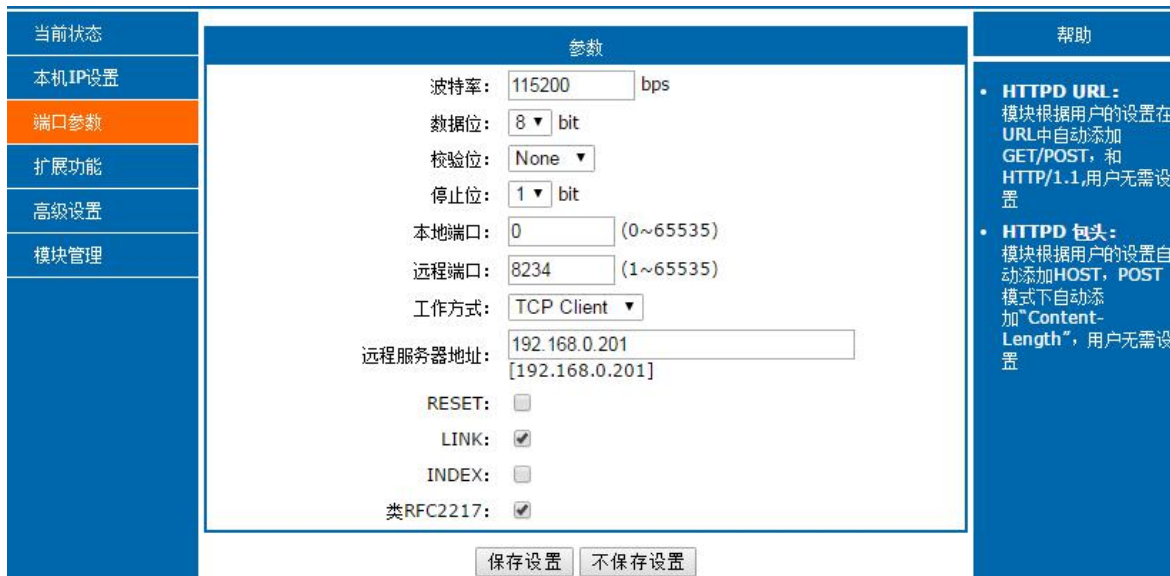 当前状态
本机IP设置
端口参数
扩展功能
高级设置
模块管理
参数
波特率: 115200 bps
数据位: 8 bit
校验位: None
停止位: 1 bit
本地端口: 0 (0~65535)
远程端口: 8234 (1~65535)
工作方式: TCP Client
远程服务器地址: 192.168.0.201
[192.168.0.201]
RESET:
LINK:
INDEX:
类RFC2217:
保存设置 不保存设置
帮助
• HTTPD URL:
模块根据用户的设置在
URL中自动添加
GET/POST，和
HTTP/1.1,用户无需设
置
• HTTPD 包头:
模块根据用户的设置自
动添加HOST，POST
模式下自动添
加"Content-
Length"，用户无需设
置